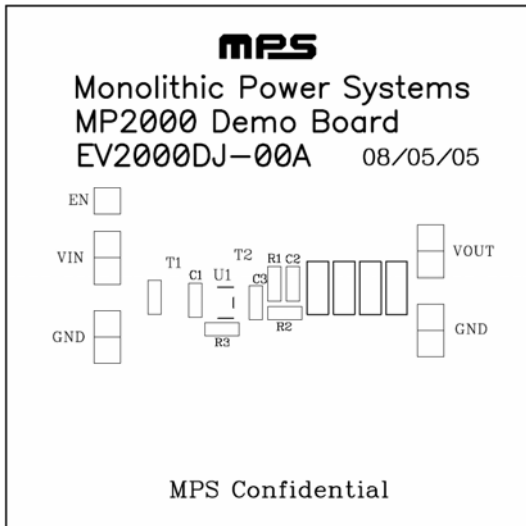 mps
Monolithic Power Systems
MP2000 Demo Board
EV2000DJ-00A 08/05/05
EN
VIN
T1
C1
U1
T2
C3
R1 C2
VOUT
GND
R3
R2
GND
MPS Confidential